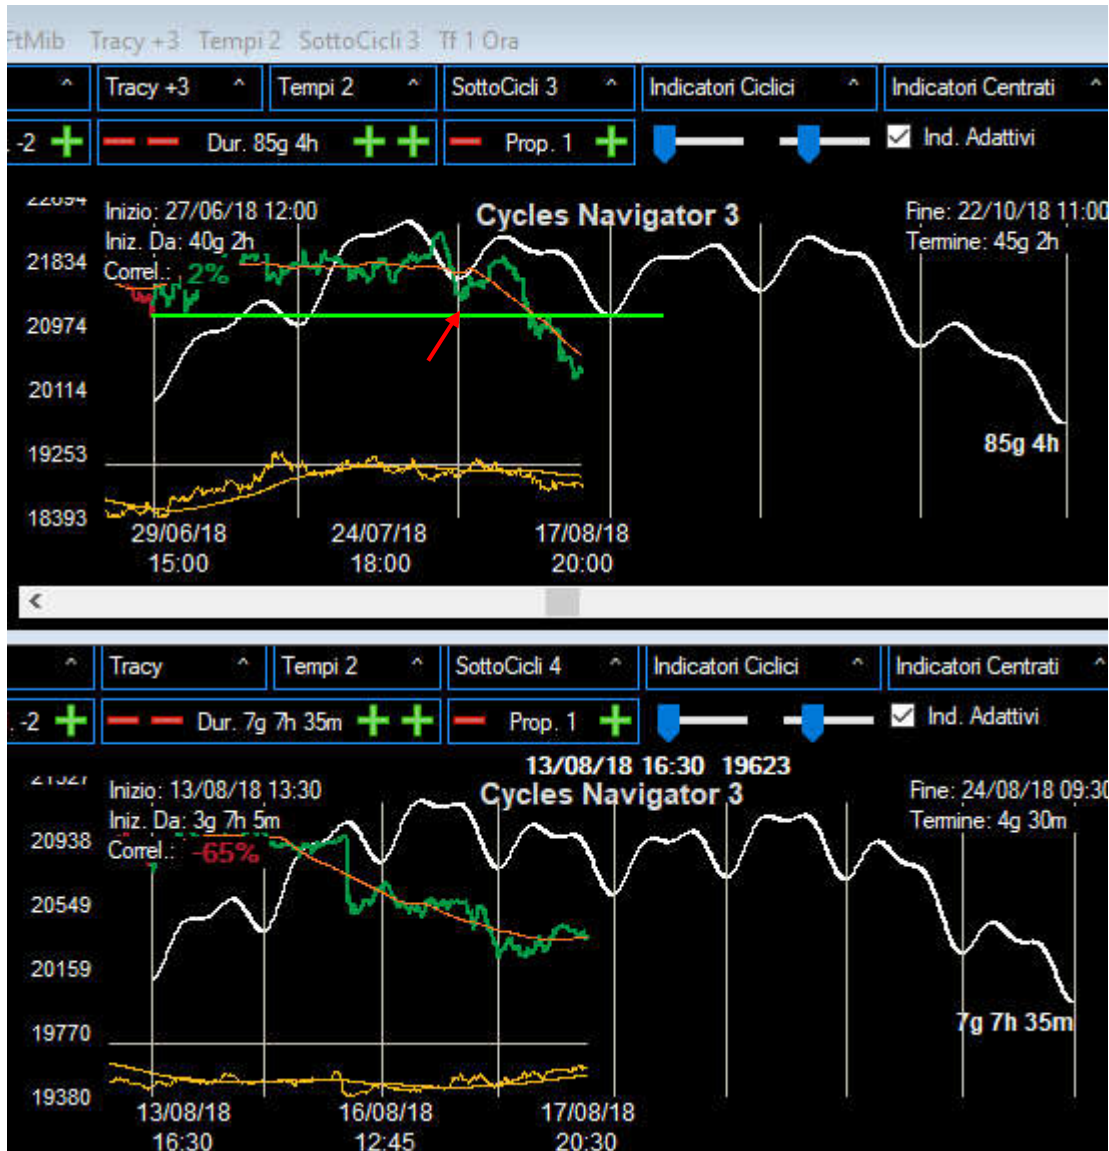 FtMib Tracy +3 Tempi 2 SottoCicli 3 Tf 1 Ora
^ Tracy +3 ^ Tempi 2 ^ SottoCicli 3 ^ Indicatori Ciclici ^ Indicatori Centrati ^
. -2 Dur. 85g 4h Prop. 1 Ind. Adattivi
22694
Inizio: 27/06/18 12:00
Cycles Navigator 3
Fine: 22/10/18 11:00
Iniz. Da: 40g 2h
Termine: 45g 2h
21834
Correl.: 2%
20974
20114
85g 4h
19253
18393
29/06/18 24/07/18 17/08/18
15:00 18:00 20:00
<
^ Tracy ^ Tempi 2 ^ SottoCicli 4 ^ Indicatori Ciclici ^ Indicatori Centrati ^
. -2 Dur. 7g 7h 35m Prop. 1 Ind. Adattivi
13/08/18 16:30 19623
21327
Inizio: 13/08/18 13:30
Cycles Navigator 3
Fine: 24/08/18 09:30
Iniz. Da: 3g 7h 5m
Termine: 4g 30m
20938
Correl.: -65%
20549
20159
7g 7h 35m
19770
19380
13/08/18 16/08/18 17/08/18
16:30 12:45 20:30